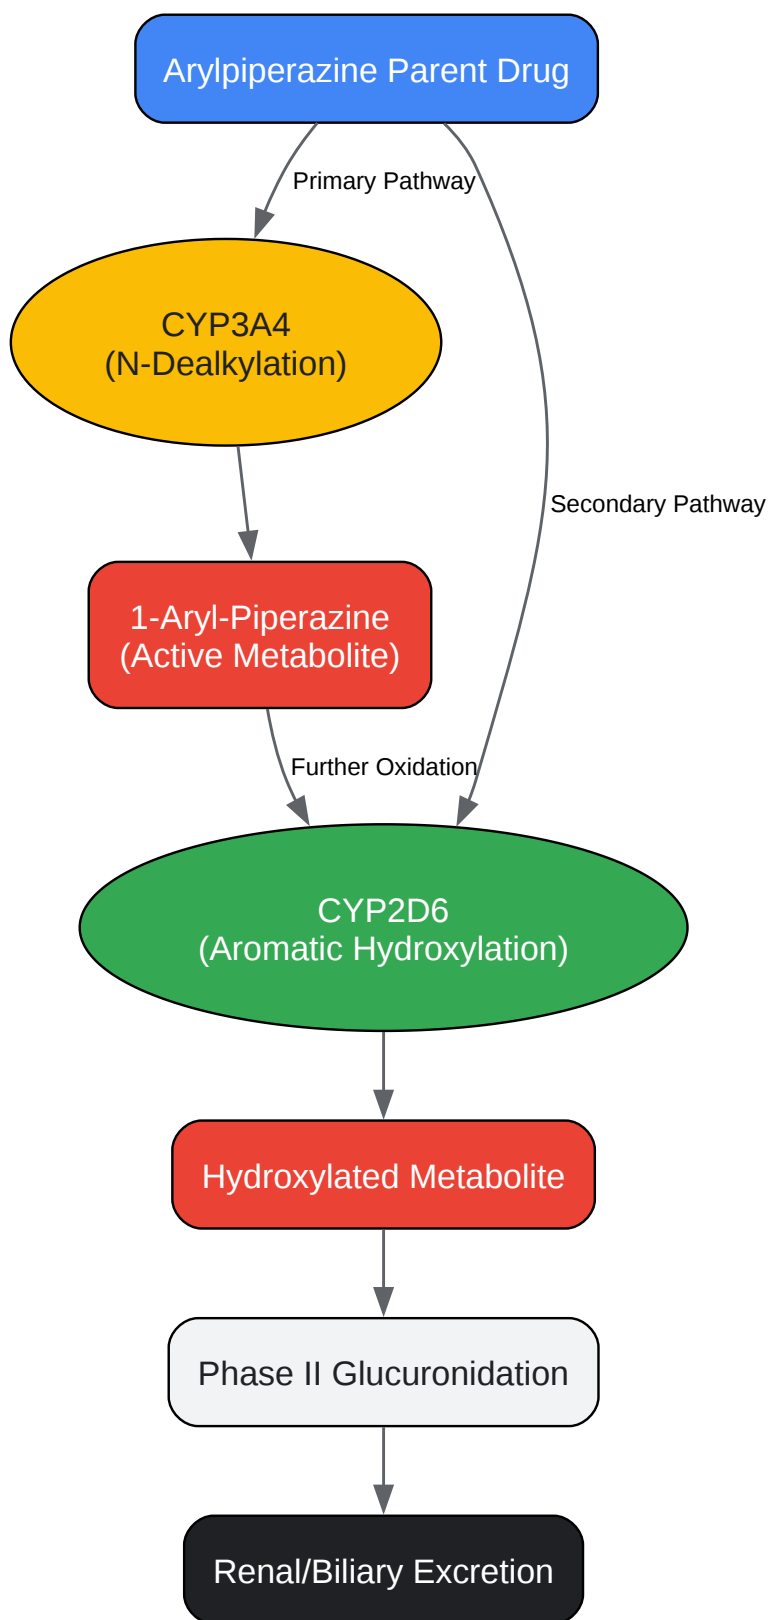 Arylpiperazine Parent Drug
Primary Pathway
CYP3A4
(N-Dealkylation)
Secondary Pathway
1-Aryl-Piperazine
(Active Metabolite)
Further Oxidation
CYP2D6
(Aromatic Hydroxylation)
Hydroxylated Metabolite
Phase II Glucuronidation
Renal/Biliary Excretion